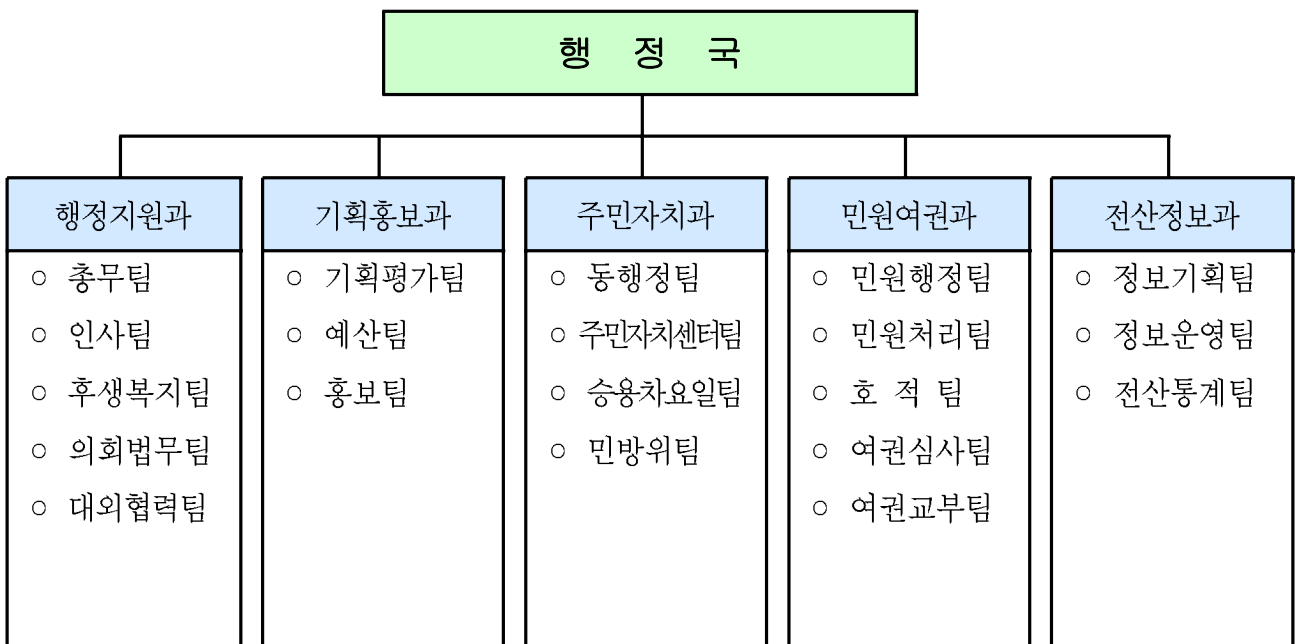 행 정 국
행정지원과
○ 총무팀
○ 인사팀
○ 후생복지팀
○ 의회법무팀
○ 대외협력팀
기획홍보과
○ 기획평가팀
○ 예산팀
○ 홍보팀
주민자치과
○ 동행정팀
○ 주민자치센터팀
○ 승용차요일팀
○ 민방위팀
민원여권과
○ 민원행정팀
○ 민원처리팀
○ 호 적 팀
○ 여권심사팀
○ 여권교부팀
전산정보과
○ 정보기획팀
○ 정보운영팀
○ 전산통계팀